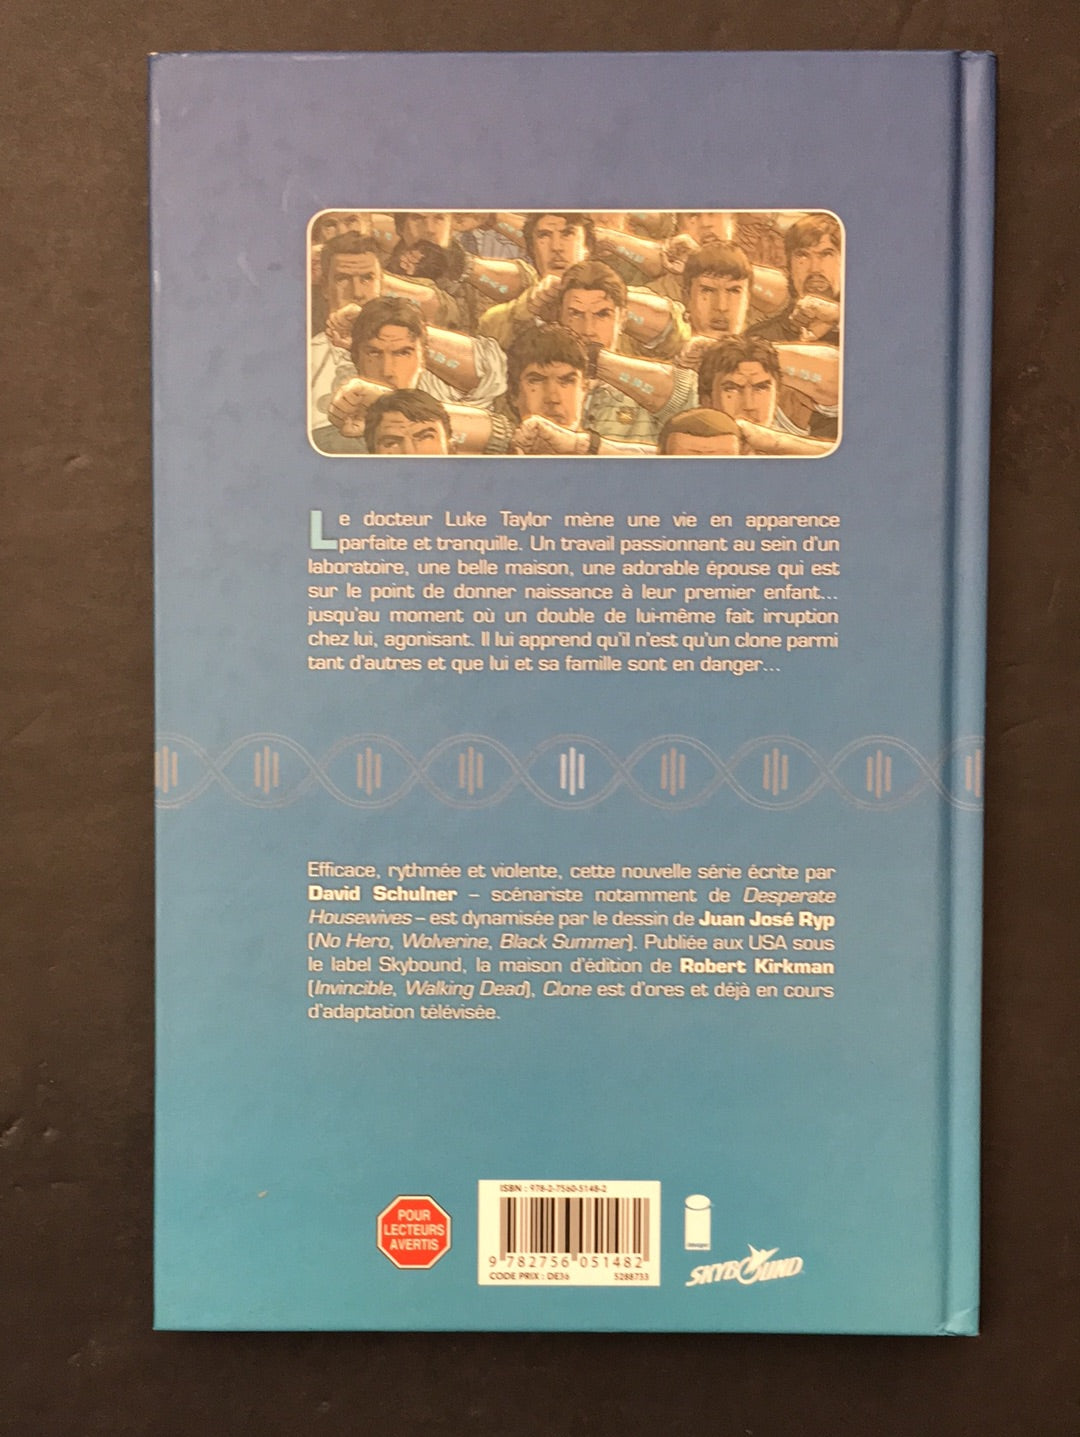 Le docteur Luke Taylor mène une vie en apparence
parfaite et tranquille. Un travail passionnant au sein d'un
laboratoire, une belle maison, une adorable épouse qui est
sur le point de donner naissance à leur premier enfant...
jusqu'au moment où un double de lui-même fait irruption
chez lui, agonisant. Il lui apprend qu'il n'est qu'un clone parmi
tant d'autres et que lui et sa famille sont en danger...
Efficace, rythmée et violente, cette nouvelle série écrite par
David Schulner – scénariste notamment de Desperate
Housewives – est dynamisée par le dessin de Juan José Ryp
(No Hero, Wolverine, Black Summer). Publiée aux USA sous
le label Skybound, la maison d'édition de Robert Kirkman
(Invincible, Walking Dead), Clone est d'ores et déjà en cours
d'adaptation télévisée.
POUR
LECTEURS
AVERTIS
ISBN : 978-2-7560-5148-2
9 782756 051482
CODE PRIX : DE36 5288733
image
SKYBOUND